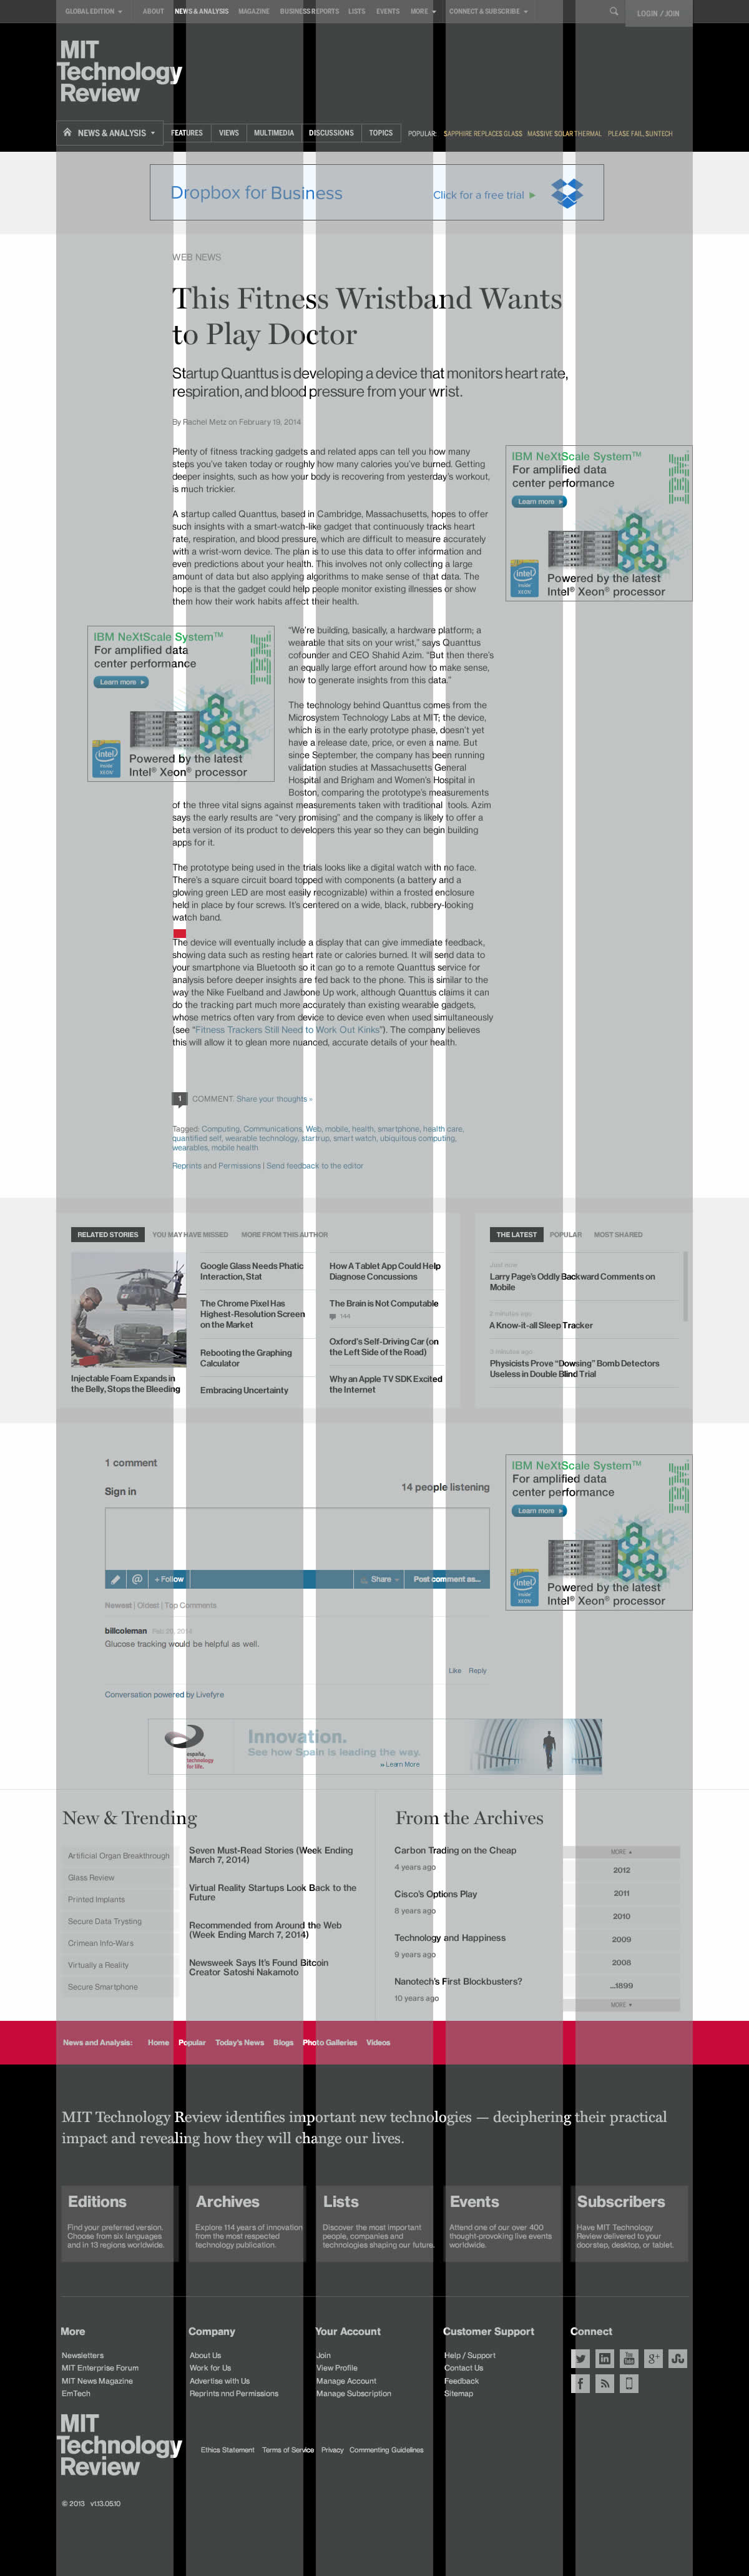 GLOBAL EDITION ABOUT NEWS & ANALYSIS MAGAZINE BUSINESS REPORTS LISTS EVENTS MORE CONNECT & SUBSCRIBE LOGIN / JOIN
MIT
Technology
Review
NEWS & ANALYSIS FEATURES VIEWS MULTIMEDIA DISCUSSIONS TOPICS POPULAR: SAPPHIRE REPLACES GLASS MASSIVE SOLAR THERMAL PLEASE FAIL, SUNTECH
Dropbox for Business Click for a free trial
WEB NEWS
This Fitness Wristband Wants
to Play Doctor
Startup Quanttus is developing a device that monitors heart rate,
respiration, and blood pressure from your wrist.
By Rachel Metz on February 19, 2014
Plenty of fitness tracking gadgets and related apps can tell you how many
steps you've taken today or roughly how many calories you've burned. Getting
deeper insights, such as how your body is recovering from yesterday's workout,
is much trickier.
A startup called Quanttus, based in Cambridge, Massachusetts, hopes to offer
such insights with a smart-watch-like gadget that continuously tracks heart
rate, respiration, and blood pressure, which are difficult to measure accurately
with a wrist-worn device. The plan is to use this data to offer information and
even predictions about your health. This involves not only collecting a large
amount of data but also applying algorithms to make sense of that data. The
hope is that the gadget could help people monitor existing illnesses or show
them how their work habits affect their health.
IBM NeXtScale System™
For amplified data
center performance
Learn more
IBM
intel
inside
XEON
Powered by the latest
Intel® Xeon® processor
IBM NeXtScale System™
For amplified data
center performance
Learn more
IBM
intel
inside
XEON
Powered by the latest
Intel® Xeon® processor
“We're building, basically, a hardware platform; a
wearable that sits on your wrist,” says Quanttus
cofounder and CEO Shahid Azim. “But then there's
an equally large effort around how to make sense,
how to generate insights from this data.”
The technology behind Quanttus comes from the
Microsystem Technology Labs at MIT; the device,
which is in the early prototype phase, doesn't yet
have a release date, price, or even a name. But
since September, the company has been running
validation studies at Massachusetts General
Hospital and Brigham and Women's Hospital in
Boston, comparing the prototype's measurements
of the three vital signs against measurements taken with traditional tools. Azim
says the early results are “very promising” and the company is likely to offer a
beta version of its product to developers this year so they can begin building
apps for it.
The prototype being used in the trials looks like a digital watch with no face.
There's a square circuit board topped with components (a battery and a
glowing green LED are most easily recognizable) within a frosted enclosure
held in place by four screws. It's centered on a wide, black, rubbery-looking
watch band.
The device will eventually include a display that can give immediate feedback,
showing data such as resting heart rate or calories burned. It will send data to
your smartphone via Bluetooth so it can go to a remote Quanttus service for
analysis before deeper insights are fed back to the phone. This is similar to the
way the Nike Fuelband and Jawbone Up work, although Quanttus claims it can
do the tracking part much more accurately than existing wearable gadgets,
whose metrics often vary from device to device even when used simultaneously
(see “Fitness Trackers Still Need to Work Out Kinks”). The company believes
this will allow it to glean more nuanced, accurate details of your health.
1 COMMENT. Share your thoughts »
Tagged: Computing, Communications, Web, mobile, health, smartphone, health care,
quantified self, wearable technology, startrup, smart watch, ubiquitous computing,
wearables, mobile health
Reprints and Permissions | Send feedback to the editor
RELATED STORIES YOU MAY HAVE MISSED MORE FROM THIS AUTHOR
Injectable Foam Expands in
the Belly, Stops the Bleeding
Google Glass Needs Phatic
Interaction, Stat
The Chrome Pixel Has
Highest-Resolution Screen
on the Market
Rebooting the Graphing
Calculator
Embracing Uncertainty
How A Tablet App Could Help
Diagnose Concussions
The Brain is Not Computable
144
Oxford's Self-Driving Car (on
the Left Side of the Road)
Why an Apple TV SDK Excited
the Internet
THE LATEST POPULAR MOST SHARED
Just now
Larry Page's Oddly Backward Comments on
Mobile
2 minutes ago
A Know-it-all Sleep Tracker
11 minutes ago
Physicists Prove “Dowsing” Bomb Detectors
Useless in Double Blind Trial
1 comment
Sign in
14 people listening
+ Follow Share Post comment as...
Newest | Oldest | Top Comments
billcoleman Feb 25, 2014
Glucose tracking would be helpful as well.
Like Reply
Conversation powered by Livefyre
IBM NeXtScale System™
For amplified data
center performance
Learn more
IBM
intel
inside
XEON
Powered by the latest
Intel® Xeon® processor
españa,
technology
for life.
Innovation.
See how Spain is leading the way.
» Learn More
New & Trending
Artificial Organ Breakthrough
Glass Review
Printed Implants
Secure Data Trysting
Crimean Info-Wars
Virtually a Reality
Secure Smartphone
Seven Must-Read Stories (Week Ending
March 7, 2014)
Virtual Reality Startups Look Back to the
Future
Recommended from Around the Web
(Week Ending March 7, 2014)
Newsweek Says It's Found Bitcoin
Creator Satoshi Nakamoto
From the Archives
Carbon Trading on the Cheap
4 years ago
Cisco's Options Play
8 years ago
Technology and Happiness
9 years ago
Nanotech's First Blockbusters?
10 years ago
MORE
2012
2011
2010
2009
2008
...1899
MORE
News and Analysis: Home Popular Today's News Blogs Photo Galleries Videos
MIT Technology Review identifies important new technologies — deciphering their practical
impact and revealing how they will change our lives.
Editions
Find your preferred version.
Choose from six languages
and in 13 regions worldwide.
Archives
Explore 114 years of innovation
from the most respected
technology publication.
Lists
Discover the most important
people, companies and
technologies shaping our future.
Events
Attend one of our over 400
thought-provoking live events
worldwide.
Subscribers
Have MIT Technology
Review delivered to your
doorstep, desktop, or tablet.
More
Newsletters
MIT Enterprise Forum
MIT News Magazine
EmTech
Company
About Us
Work for Us
Advertise with Us
Reprints nnd Permissions
Your Account
Join
View Profile
Manage Account
Manage Subscription
Customer Support
Help / Support
Contact Us
Feedback
Sitemap
Connect
MIT
Technology
Review
Ethics Statement Terms of Service Privacy Commenting Guidelines
© 2013 v1.13.05.10